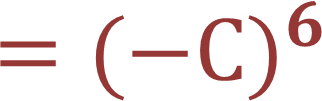 = (−C)⁶